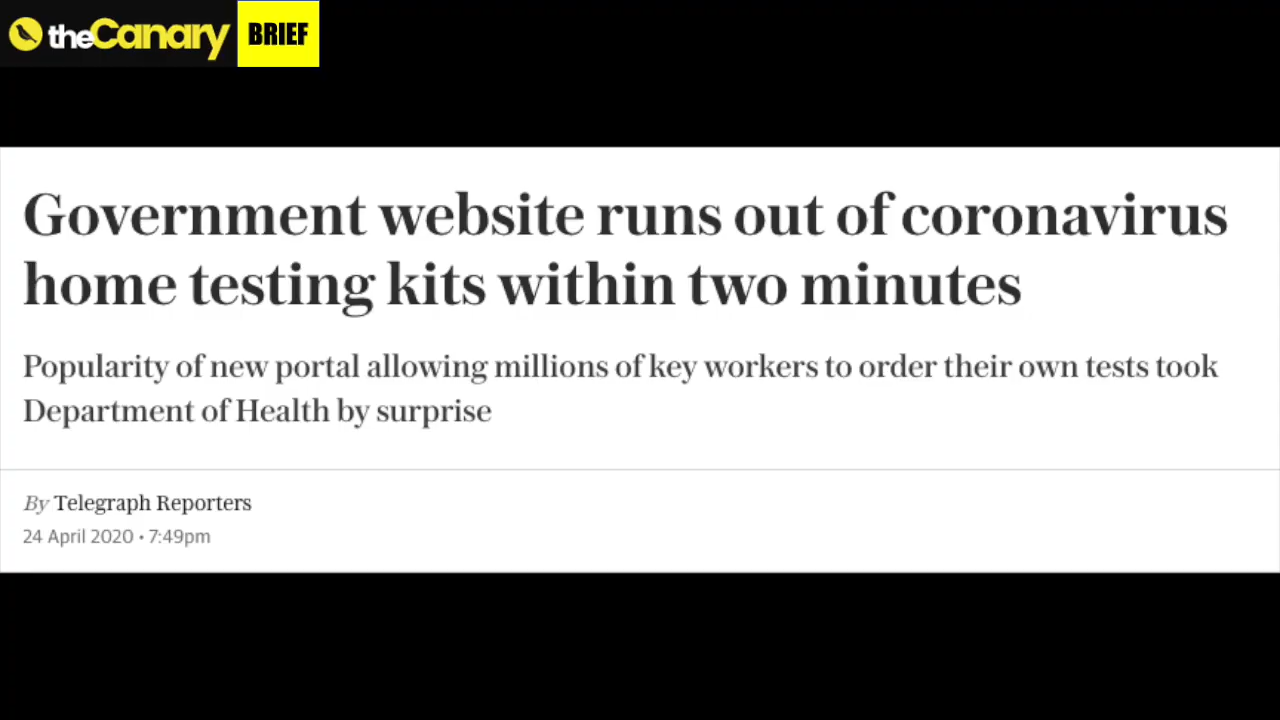 theCanary BRIEF
Government website runs out of coronavirus
home testing kits within two minutes
Popularity of new portal allowing millions of key workers to order their own tests took
Department of Health by surprise
By Telegraph Reporters
24 April 2020 • 7:49pm